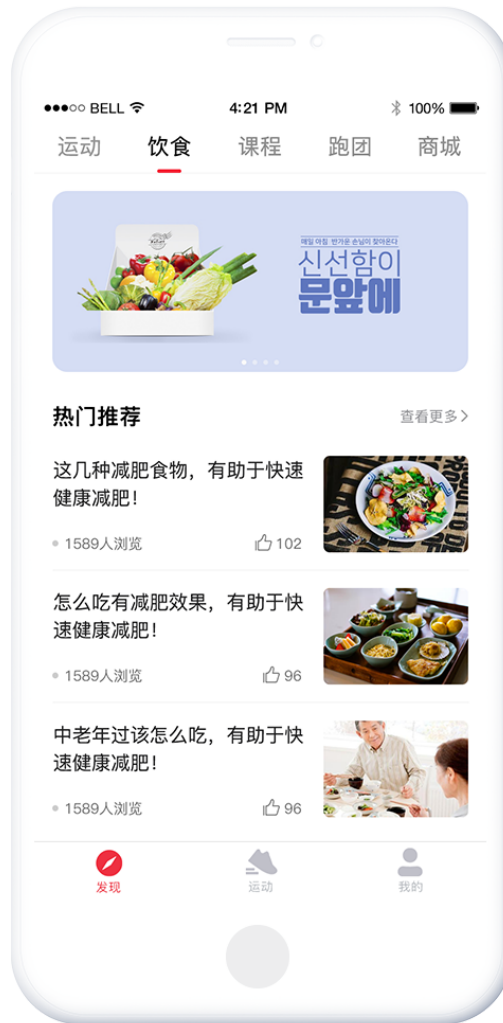 ●●●○○ BELL 4:21 PM 100%
运动 饮食 课程 跑团 商城
매일 아침 반가운 손님이 찾아온다
신선함이
문앞에
热门推荐 查看更多>
这几种减肥食物，有助于快速
健康减肥！
1589人浏览 102
怎么吃有减肥效果，有助于快
速健康减肥！
1589人浏览 96
中老年过该怎么吃，有助于快
速健康减肥！
1589人浏览 96
发现 运动 我的